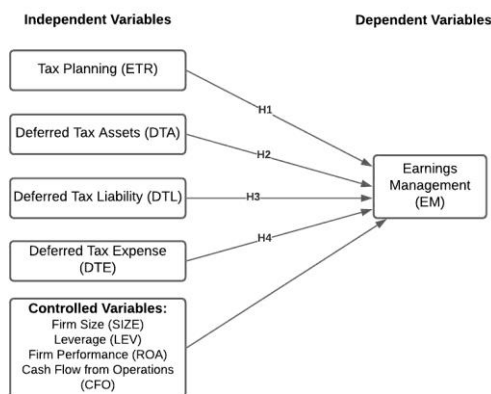 Independent Variables
Dependent Variables
Tax Planning (ETR)
H1
Deferred Tax Assets (DTA)
H2
Deferred Tax Liability (DTL)
H3
Earnings
Management
(EM)
Deferred Tax Expense
(DTE)
H4
Controlled Variables:
Firm Size (SIZE)
Leverage (LEV)
Firm Performance (ROA)
Cash Flow from Operations
(CFO)